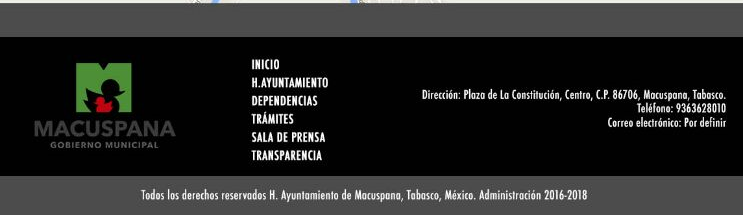 MACUSPANA
GOBIERNO MUNICIPAL
INICIO
H.AYUNTAMIENTO
DEPENDENCIAS
TRÁMITES
SALA DE PRENSA
TRANSPARENCIA
Dirección: Plaza de La Constitución, Centro, C.P. 86706, Macuspana, Tabasco.
Teléfono: 9363628010
Correo electrónico: Por definir
Todos los derechos reservados H. Ayuntamiento de Macuspana, Tabasco, México. Administración 2016-2018